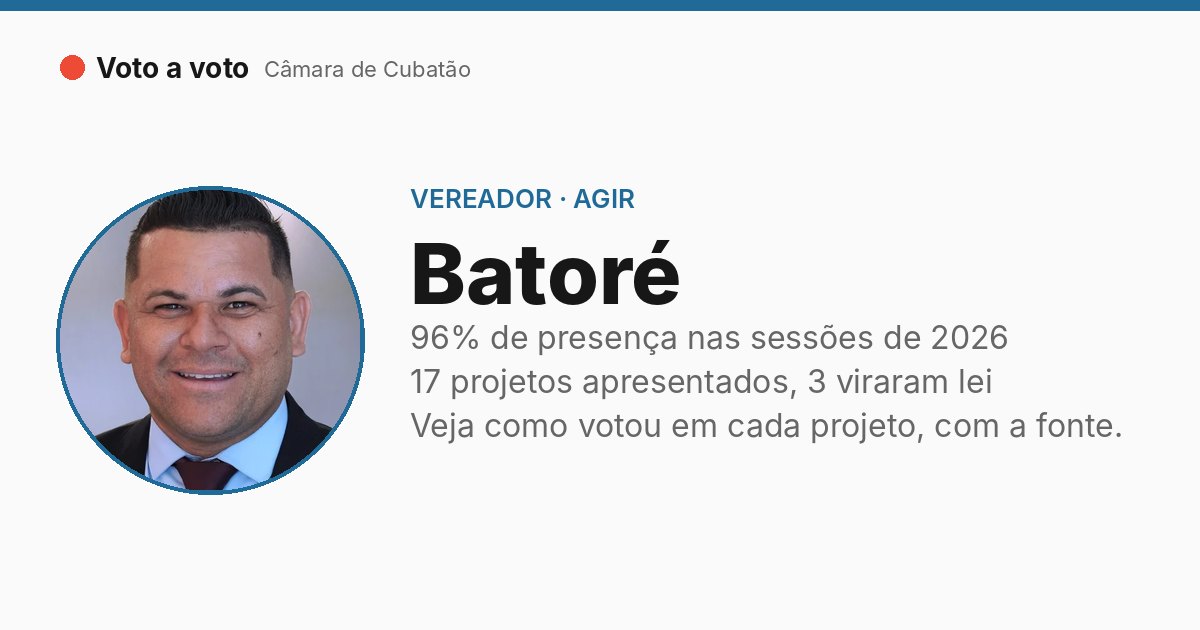 Voto a voto Câmara de Cubatão
VEREADOR · AGIR
Batoré
96% de presença nas sessões de 2026
17 projetos apresentados, 3 viraram lei
Veja como votou em cada projeto, com a fonte.